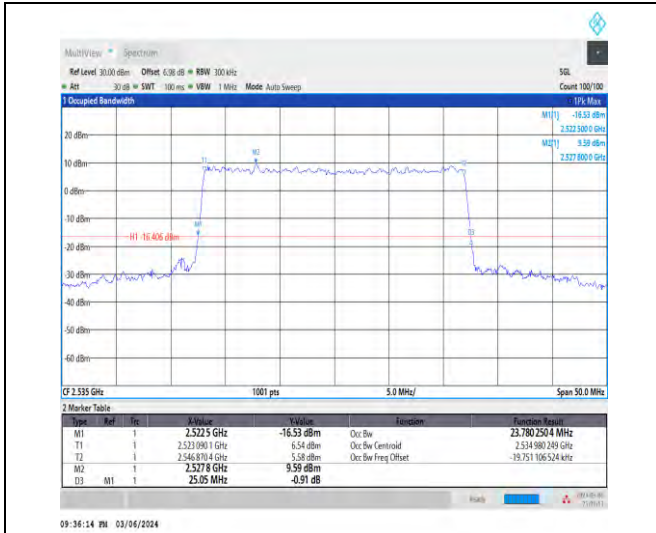 MultiView Spectrum
Ref Level 30.00 dBm Offset 6.98 dB RBW 300 kHz SGL
Att 30 dB SWT 100 ms VBW 1 MHz Mode Auto Sweep Count 100/100
1 Occupied Bandwidth 1Pk Max
M1[1] -16.53 dBm
2.522 500 0 GHz
M2[1] 9.59 dBm
2.527 800 0 GHz
20 dBm
M2
T1
10 dBm
0 dBm
-10 dBm
M1
H1 -16.406 dBm
D3
-20 dBm
-30 dBm
-40 dBm
-50 dBm
-60 dBm
CF 2.535 GHz 1001 pts 5.0 MHz/ Span 50.0 MHz
2 Marker Table
Type Ref Trc X-Value Y-Value Function Function Result
M1 1 2.5225 GHz -16.53 dBm Occ Bw 23.780 250 4 MHz
T1 1 2.523 090 1 GHz 6.54 dBm Occ Bw Centroid 2.534 980 249 GHz
T2 1 2.546 870 4 GHz 5.58 dBm Occ Bw Freq Offset -19.751 106 524 kHz
M2 1 2.5278 GHz 9.59 dBm
D3 M1 1 25.05 MHz -0.91 dB
Ready
09:36:14 PM 03/06/2024